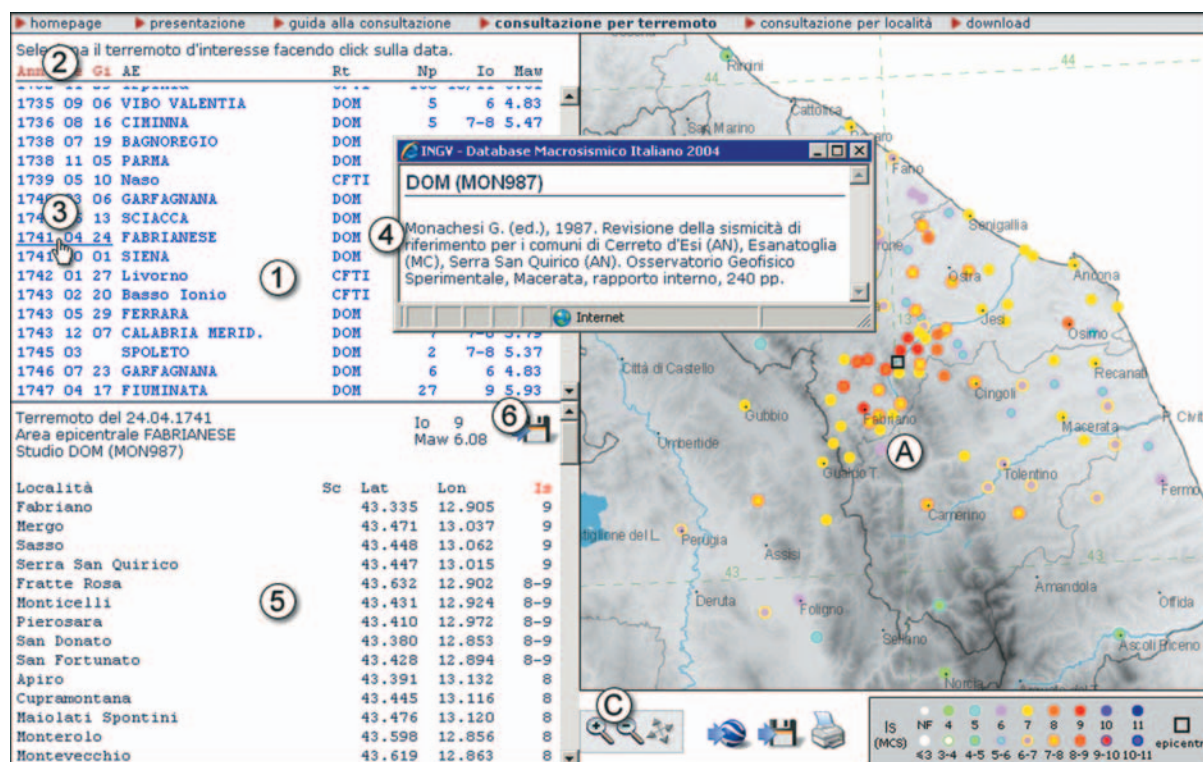 homepage presentazione guida alla consultazione consultazione per terremoto consultazione per località download
il terremoto d'interesse facendo click sulla data.
2
Gi AE Rt Np Io Maw
1735 09 06 VIBO VALENTIA DOM 5 6 4.83
1736 08 16 CIMINNA DOM 5 7-8 5.47
1738 07 19 BAGNOREGIO DOM
1738 11 05 PARMA DOM
1739 05 10 Naso CFTI
06 GARFAGNANA DOM
3
13 SCIACCA DOM
1741 04 24 FABRIANESE DOM
01 SIENA DOM
1742 01 27 Livorno CFTI
1
1743 02 20 Basso Ionio CFTI
1743 05 29 FERRARA DOM
1743 12 07 CALABRIA MERID. DOM
1745 03 SPOLETO DOM 2 7-8 5.37
1746 07 23 GARFAGNANA DOM 6 6 4.83
1747 04 17 FIUMINATA DOM 27 9 5.93
INGV - Database Macrosismico Italiano 2004
DOM (MON987)
4
Monachesi G. (ed.), 1987. Revisione della sismicità di
riferimento per i comuni di Cerreto d'Esi (AN), Esanatoglia
(MC), Serra San Quirico (AN). Osservatorio Geofisico
Sperimentale, Macerata, rapporto interno, 240 pp.
Internet
Terremoto del 24.04.1741
Area epicentrale FABRIANESE
Studio DOM (MON987)
Io 9
Maw 6.08
6
Località Sc Lat Lon Is
Fabriano 43.335 12.905 9
Mergo 43.471 13.037 9
Sasso 43.448 13.062 9
Serra San Quirico 43.447 13.015 9
Fratte Rosa 43.632 12.902 8-9
Monticelli 43.431 12.924 8-9
5
Pierosara 43.410 12.972 8-9
San Donato 43.380 12.853 8-9
San Fortunato 43.428 12.894 8-9
Apiro 43.391 13.132 8
Cupramontana 43.445 13.116 8
Maiolati Spontini 43.476 13.120 8
Monterolo 43.598 12.856 8
Montevecchio 43.619 12.863 8
Rimini
44
44
Cattolica
San Marino
Fano
Senigallia
Ostra
Ancona
13
Jesi
Osimo
Città di Castello
Recanati
Cingoli
Gubbio
Fabriano
Macerata
P. Civit
Umbertide
A
Gualdo T.
Tolentino
Fermo
Camerino
tiglione del L.
Perugia
Assisi
43
43
Amandola
Deruta
Foligno
Offida
Sellano
Ascoli Piceno
Norcia
C
Is
(MCS)
NF 4 5 6 7 8 9 10 11
≤3 3-4 4-5 5-6 6-7 7-8 8-9 9-10 10-11
epicentr